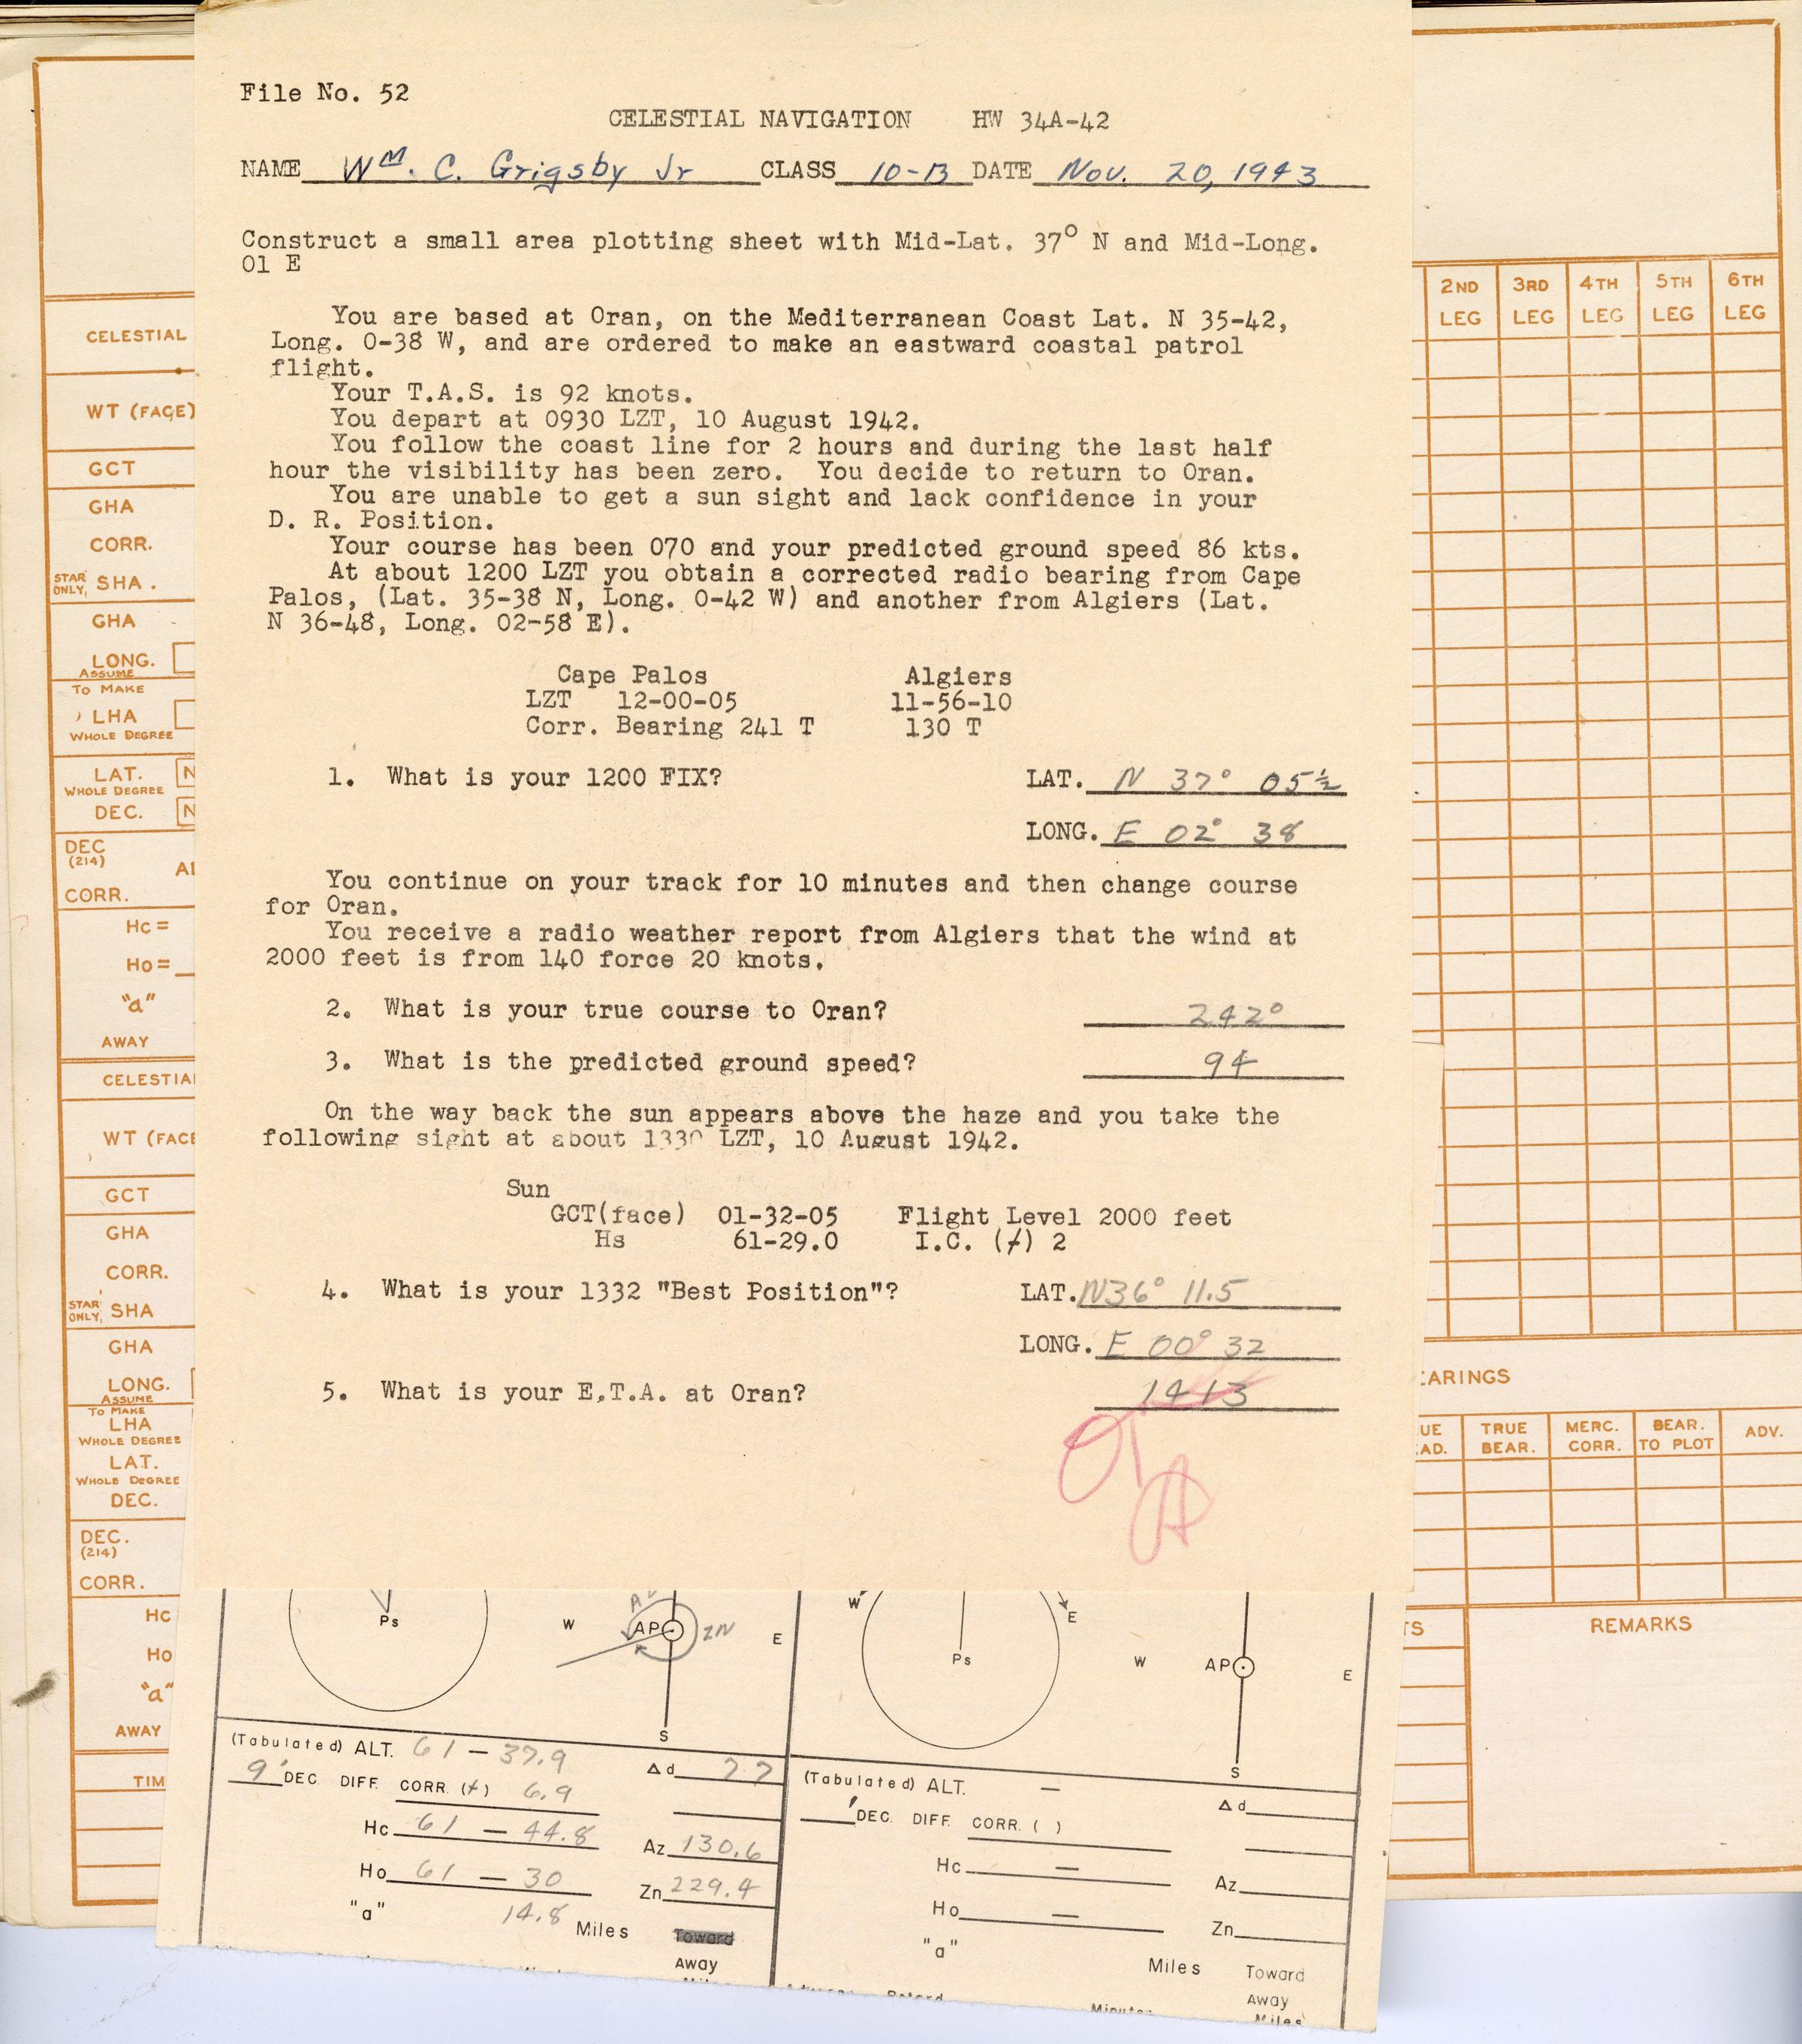 File No. 52
CELESTIAL NAVIGATION HW 34A-42
NAME Wm. C. Grigsby Jr CLASS 10-B DATE Nov. 20, 1943
Construct a small area plotting sheet with Mid-Lat. 37° N and Mid-Long.
01 E
You are based at Oran, on the Mediterranean Coast Lat. N 35-42,
Long. 0-38 W, and are ordered to make an eastward coastal patrol
flight.
Your T.A.S. is 92 knots.
You depart at 0930 LZT, 10 August 1942.
You follow the coast line for 2 hours and during the last half
hour the visibility has been zero. You decide to return to Oran.
You are unable to get a sun sight and lack confidence in your
D. R. Position.
Your course has been 070 and your predicted ground speed 86 kts.
At about 1200 LZT you obtain a corrected radio bearing from Cape
Palos, (Lat. 35-38 N, Long. 0-42 W) and another from Algiers (Lat.
N 36-48, Long. 02-58 E).
Cape Palos Algiers
LZT 12-00-05 11-56-10
Corr. Bearing 241 T 130 T
1. What is your 1200 FIX? LAT. N 37° 05½
LONG. E 02° 38
You continue on your track for 10 minutes and then change course
for Oran.
You receive a radio weather report from Algiers that the wind at
2000 feet is from 140 force 20 knots.
2. What is your true course to Oran? 242°
3. What is the predicted ground speed? 94
On the way back the sun appears above the haze and you take the
following sight at about 1330 LZT, 10 August 1942.
Sun
GCT(face) 01-32-05 Flight Level 2000 feet
Hs 61-29.0 I.C. (+) 2
4. What is your 1332 "Best Position"? LAT. N36° 11.5
LONG. E 00° 32
5. What is your E.T.A. at Oran? 1413
CELESTIAL
WT (FACE)
GCT
GHA
CORR.
STAR ONLY, SHA.
GHA
LONG.
ASSUME
TO MAKE
LHA
WHOLE DEGREE
LAT. N
WHOLE DEGREE
DEC. N
DEC
(214)
CORR.
Hc =
Ho =
"a"
AWAY
CELESTIAL
WT (FACE
GCT
GHA
CORR.
STAR ONLY, SHA
GHA
LONG.
ASSUME
TO MAKE
LHA
WHOLE DEGREE
LAT.
WHOLE DEGREE
DEC.
DEC.
(214)
CORR.
Hc
Ho
"a"
AWAY
TIM
2ND LEG 3RD LEG 4TH LEG 5TH LEG 6TH LEG
EARINGS
TRUE BEAR. MERC. CORR. BEAR. TO PLOT ADV.
REMARKS
Ps W AP ZN E
S
(Tabulated) ALT. 61 - 37.9 Δd 77
9' DEC. DIFF. CORR. (+) 6.9
Hc 61 - 44.8 Az 130.6
Ho 61 - 30 Zn 229.4
"a" 14.8 Miles Toward
Away
W E
Ps W AP E
S
(Tabulated) ALT. -
Δd
' DEC. DIFF. CORR. ( )
Hc - Az
Ho - Zn
"a" Miles Toward
Away
Miles